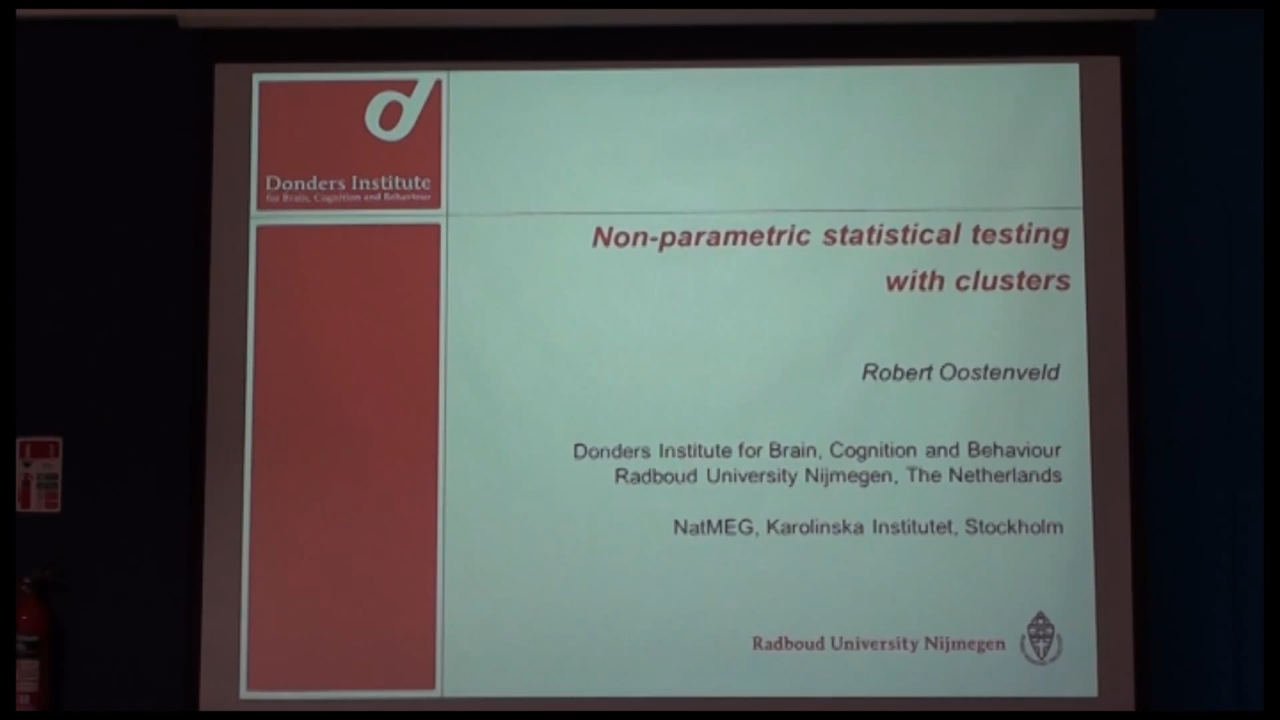 Donders Institute
for Brain, Cognition and Behaviour
Non-parametric statistical testing
with clusters
Robert Oostenveld
Donders Institute for Brain, Cognition and Behaviour
Radboud University Nijmegen, The Netherlands
NatMEG, Karolinska Institutet, Stockholm
Radboud University Nijmegen